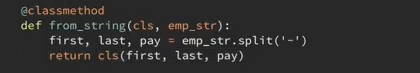 @classmethod
def from_string(cls, emp_str):
    first, last, pay = emp_str.split('-')
    return cls(first, last, pay)